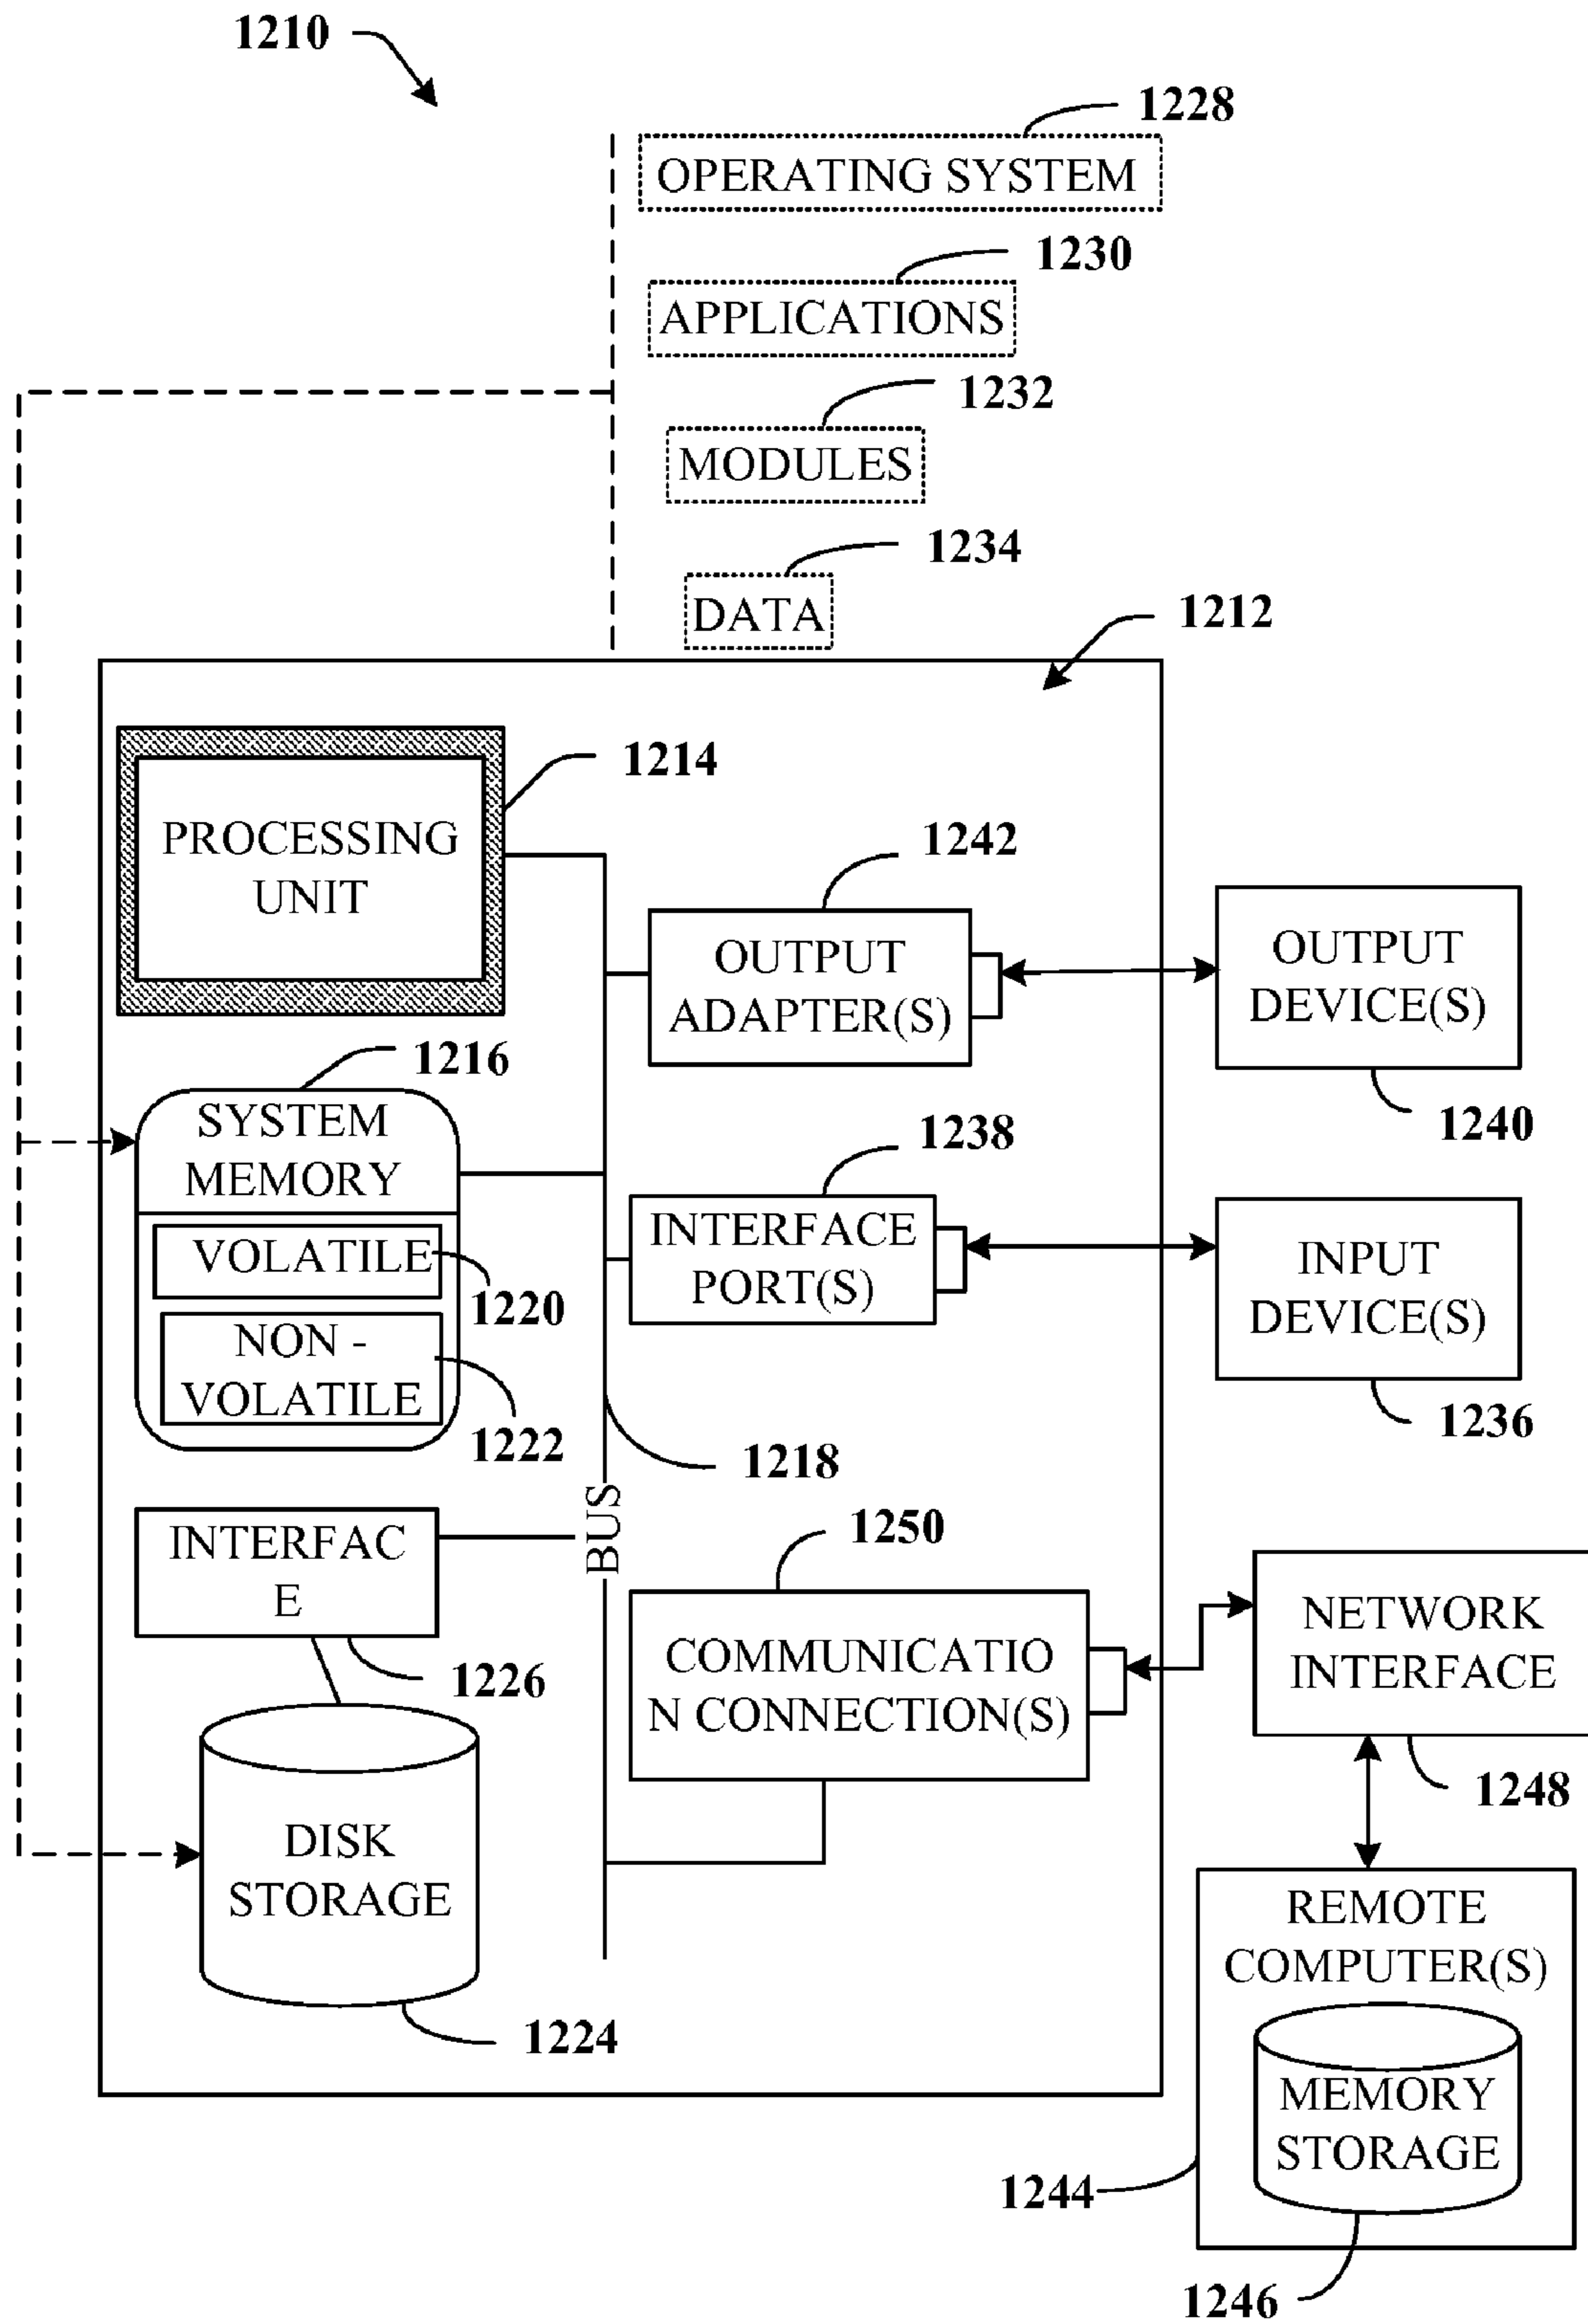 1210
1228
OPERATING SYSTEM
1230
APPLICATIONS
1232
MODULES
1234
DATA
1212
1214
PROCESSING
UNIT
1242
OUTPUT
ADAPTER(S)
OUTPUT
DEVICE(S)
1240
1216
SYSTEM
MEMORY
VOLATILE
1220
NON -
VOLATILE
1222
1238
INTERFACE
PORT(S)
INPUT
DEVICE(S)
1236
1218
BUS
INTERFAC
E
1226
1250
COMMUNICATIO
N CONNECTION(S)
NETWORK
INTERFACE
1248
DISK
STORAGE
1224
REMOTE
COMPUTER(S)
MEMORY
STORAGE
1244
1246